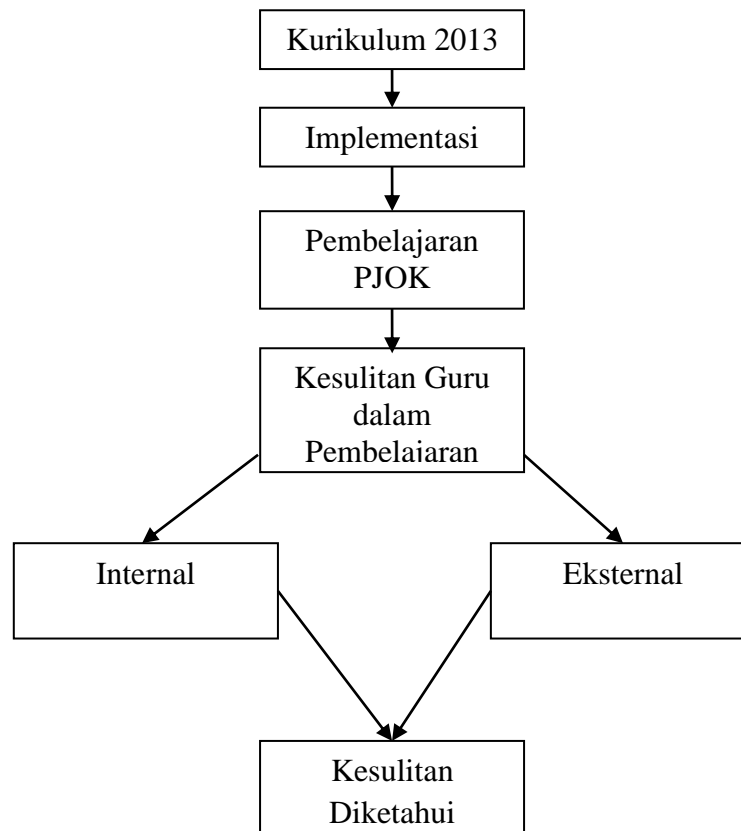 Kurikulum 2013
Implementasi
Pembelajaran
PJOK
Kesulitan Guru
dalam
Pembelajaran
Internal
Eksternal
Kesulitan
Diketahui